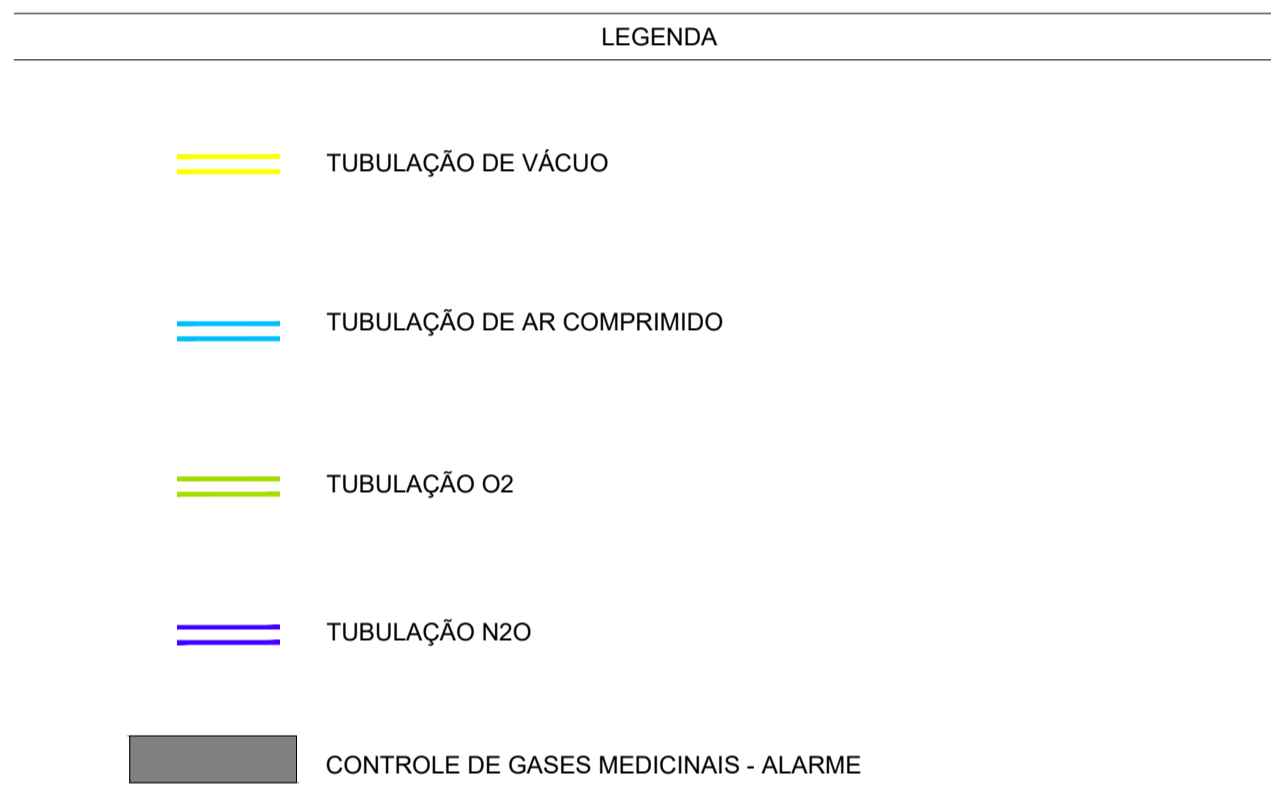 LEGENDA
TUBULAÇÃO DE VÁCUO
TUBULAÇÃO DE AR COMPRIMIDO
TUBULAÇÃO O2
TUBULAÇÃO N2O
CONTROLE DE GASES MEDICINAIS - ALARME